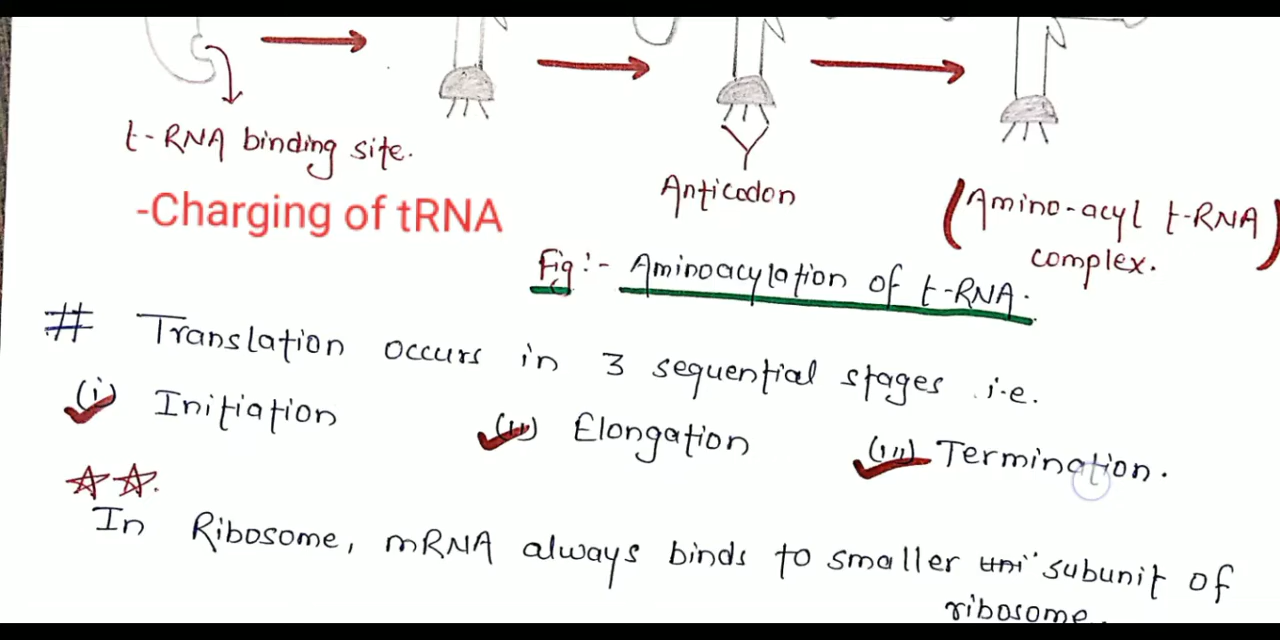 t-RNA binding site.
-Charging of tRNA
Anticodon
(Amino-acyl t-RNA)
complex.
Fig:- Aminoacylation of t-RNA.
# Translation occurs in 3 sequential stages i.e.
(i) Initiation (ii) Elongation (iii) Termination.
☆☆.
In Ribosome, mRNA always binds to smaller uni subunit of
ribosome.